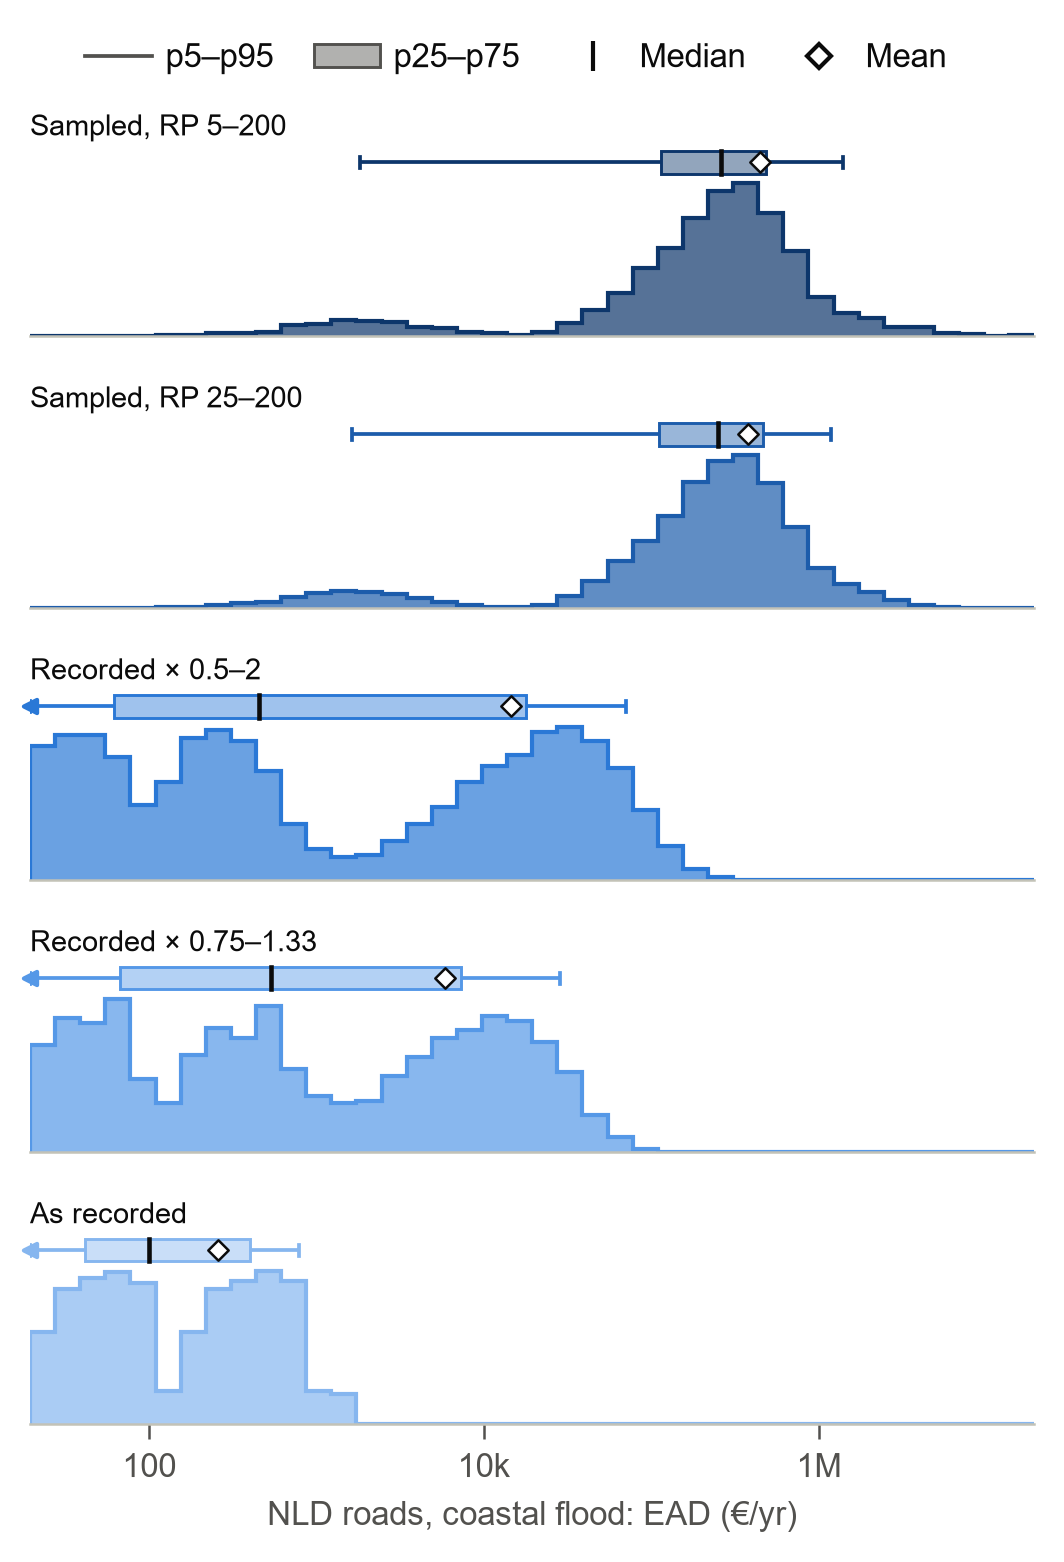 p5–p95 p25–p75 Median Mean
Sampled, RP 5–200
Sampled, RP 25–200
Recorded × 0.5–2
Recorded × 0.75–1.33
As recorded
100 10k 1M
NLD roads, coastal flood: EAD (€/yr)